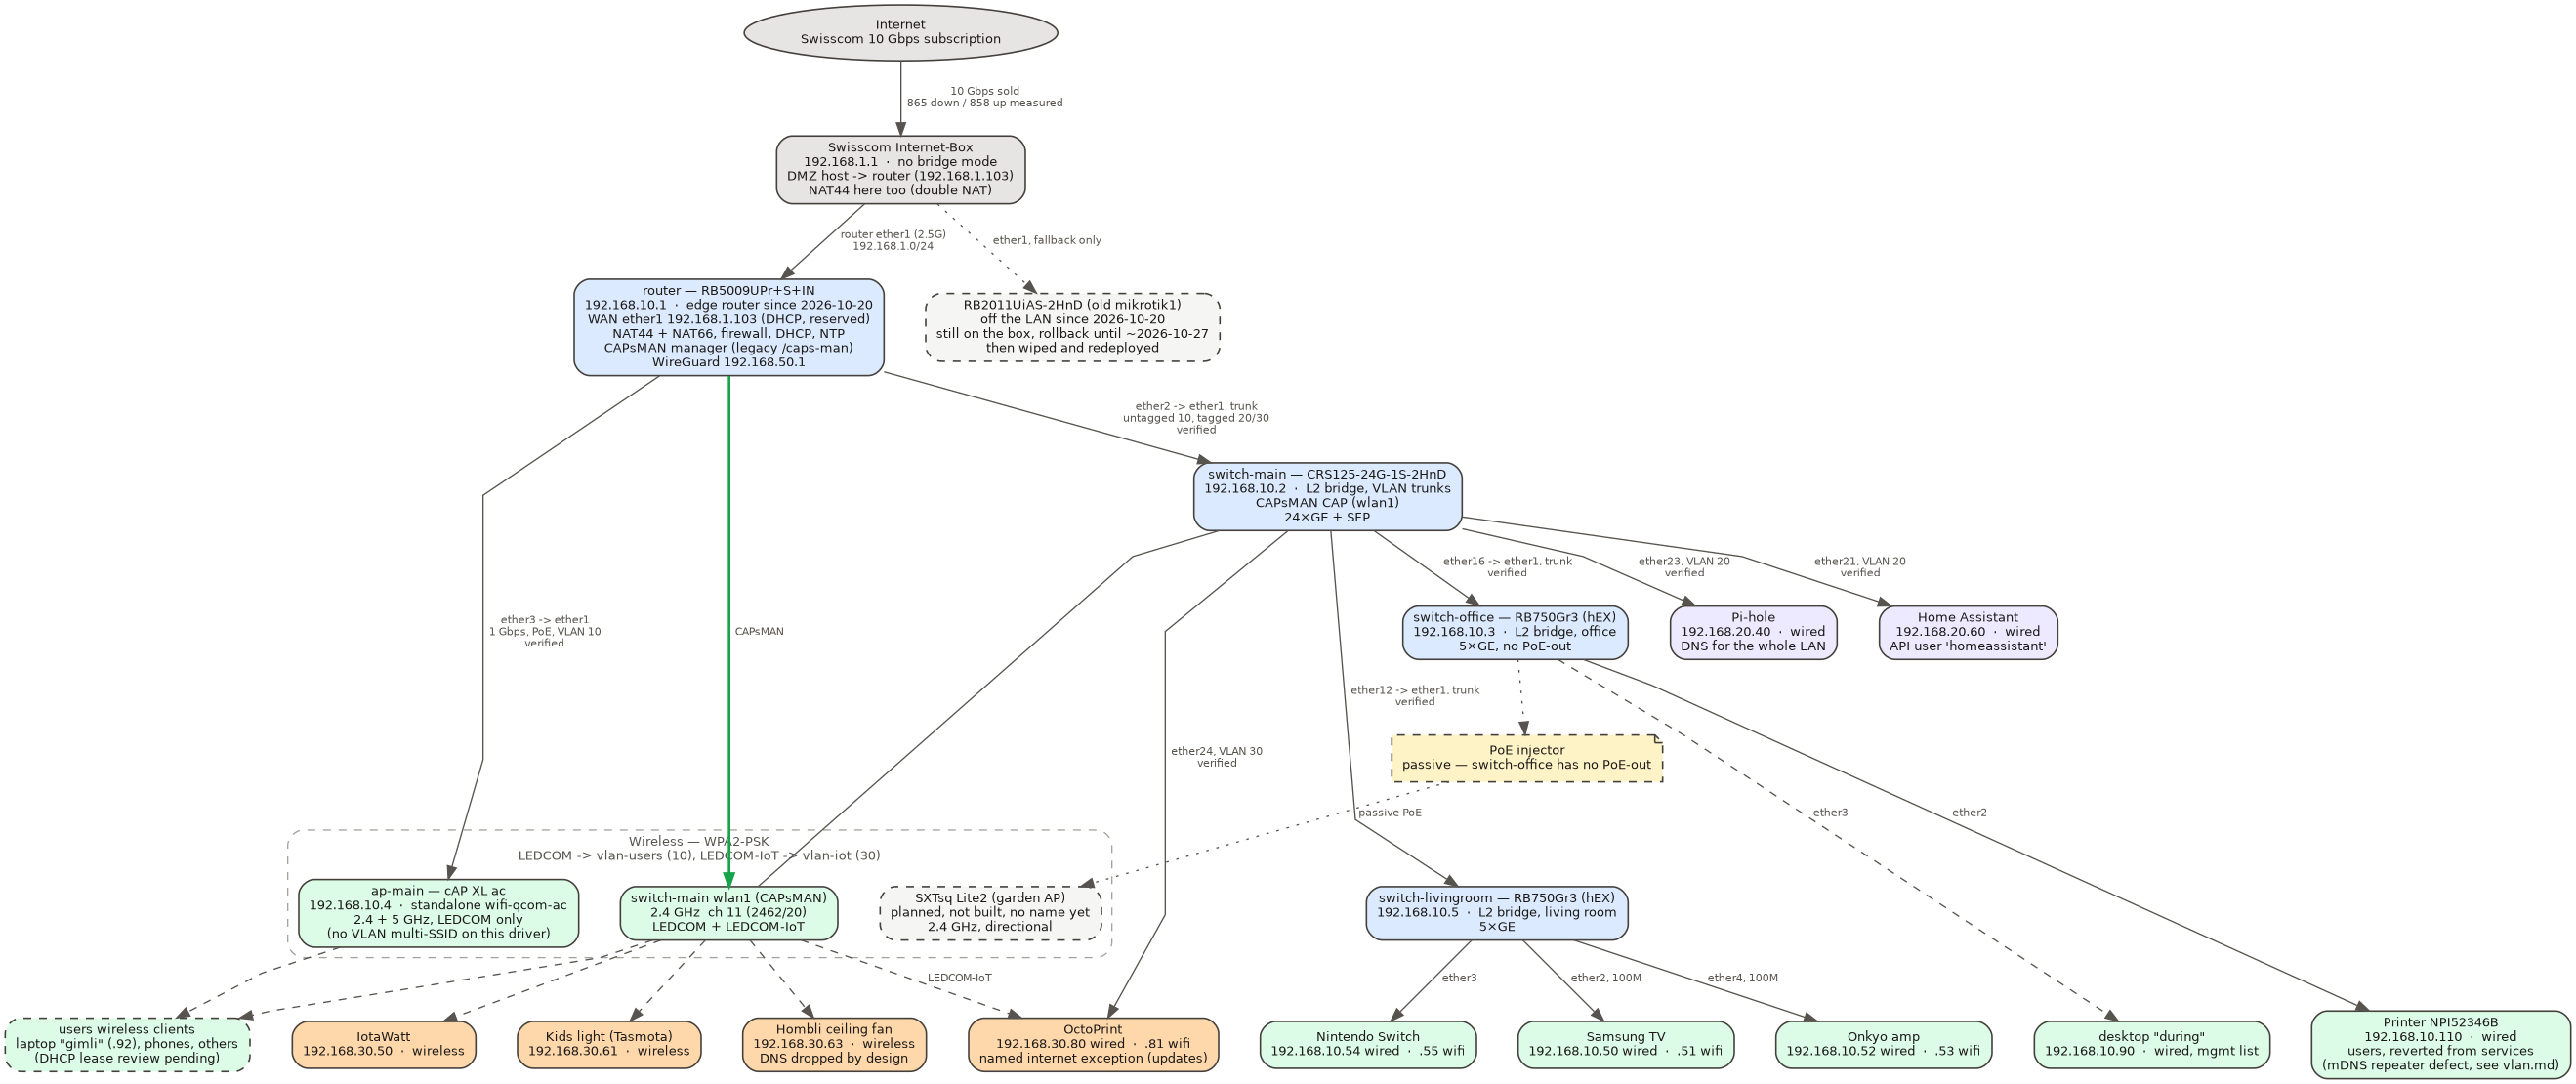 Internet
Swisscom 10 Gbps subscription
10 Gbps sold
865 down / 858 up measured
Swisscom Internet-Box
192.168.1.1 · no bridge mode
DMZ host -> router (192.168.1.103)
NAT44 here too (double NAT)
router ether1 (2.5G)
192.168.1.0/24
ether1, fallback only
router — RB5009UPr+S+IN
192.168.10.1 · edge router since 2026-10-20
WAN ether1 192.168.1.103 (DHCP, reserved)
NAT44 + NAT66, firewall, DHCP, NTP
CAPsMAN manager (legacy /caps-man)
WireGuard 192.168.50.1
RB2011UiAS-2HnD (old mikrotik1)
off the LAN since 2026-10-20
still on the box, rollback until ~2026-10-27
then wiped and redeployed
ether2 -> ether1, trunk
untagged 10, tagged 20/30
verified
switch-main — CRS125-24G-1S-2HnD
192.168.10.2 · L2 bridge, VLAN trunks
CAPsMAN CAP (wlan1)
24×GE + SFP
ether3 -> ether1
1 Gbps, PoE, VLAN 10
verified
CAPsMAN
ether16 -> ether1, trunk
verified
ether23, VLAN 20
verified
ether21, VLAN 20
verified
switch-office — RB750Gr3 (hEX)
192.168.10.3 · L2 bridge, office
5×GE, no PoE-out
Pi-hole
192.168.20.40 · wired
DNS for the whole LAN
Home Assistant
192.168.20.60 · wired
API user 'homeassistant'
ether12 -> ether1, trunk
verified
ether24, VLAN 30
verified
PoE injector
passive — switch-office has no PoE-out
passive PoE
ether3
ether2
Wireless — WPA2-PSK
LEDCOM -> vlan-users (10), LEDCOM-IoT -> vlan-iot (30)
ap-main — cAP XL ac
192.168.10.4 · standalone wifi-qcom-ac
2.4 + 5 GHz, LEDCOM only
(no VLAN multi-SSID on this driver)
switch-main wlan1 (CAPsMAN)
2.4 GHz ch 11 (2462/20)
LEDCOM + LEDCOM-IoT
SXTsq Lite2 (garden AP)
planned, not built, no name yet
2.4 GHz, directional
switch-livingroom — RB750Gr3 (hEX)
192.168.10.5 · L2 bridge, living room
5×GE
LEDCOM-IoT
ether3
ether2, 100M
ether4, 100M
users wireless clients
laptop "gimli" (.92), phones, others
(DHCP lease review pending)
IotaWatt
192.168.30.50 · wireless
Kids light (Tasmota)
192.168.30.61 · wireless
Hombli ceiling fan
192.168.30.63 · wireless
DNS dropped by design
OctoPrint
192.168.30.80 wired · .81 wifi
named internet exception (updates)
Nintendo Switch
192.168.10.54 wired · .55 wifi
Samsung TV
192.168.10.50 wired · .51 wifi
Onkyo amp
192.168.10.52 wired · .53 wifi
desktop "during"
192.168.10.90 · wired, mgmt list
Printer NPI52346B
192.168.10.110 · wired
users, reverted from services
(mDNS repeater defect, see vlan.md)